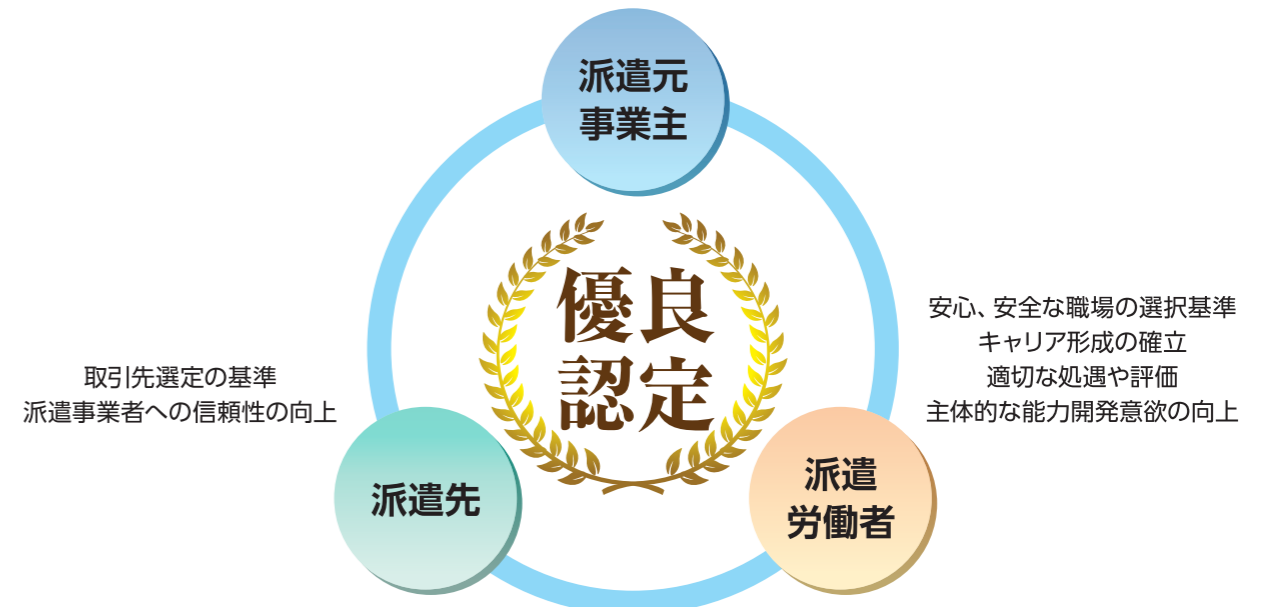 派遣元
事業主
優良
認定
取引先選定の基準
派遣事業者への信頼性の向上
派遣先
安心、安全な職場の選択基準
キャリア形成の確立
適切な処遇や評価
主体的な能力開発意欲の向上
派遣
労働者